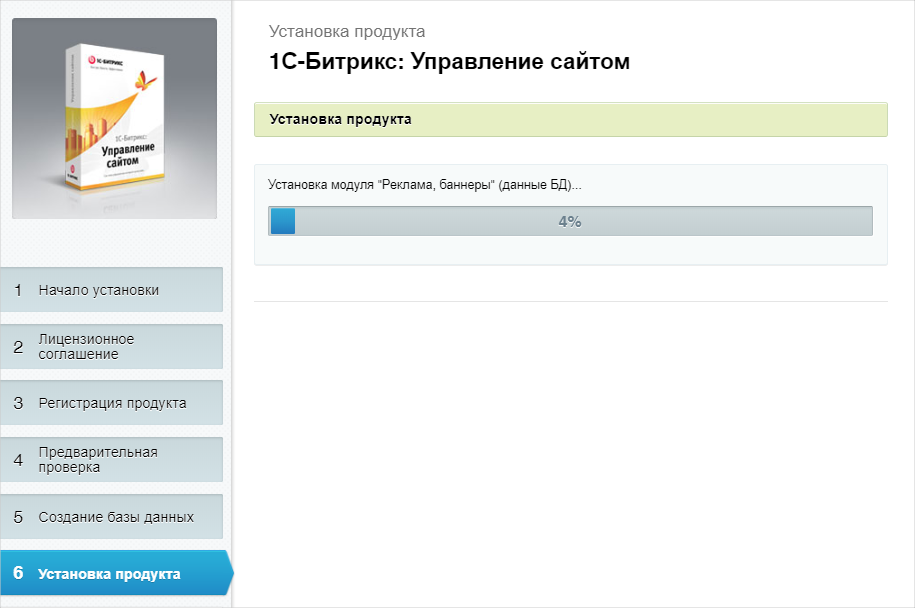 1С-БИТРИКС
1С-Битрикс:
Управление
сайтом
1 Начало установки
2 Лицензионное
соглашение
3 Регистрация продукта
4 Предварительная
проверка
5 Создание базы данных
6 Установка продукта
Установка продукта
1С-Битрикс: Управление сайтом
Установка продукта
Установка модуля "Реклама, баннеры" (данные БД)...
4%